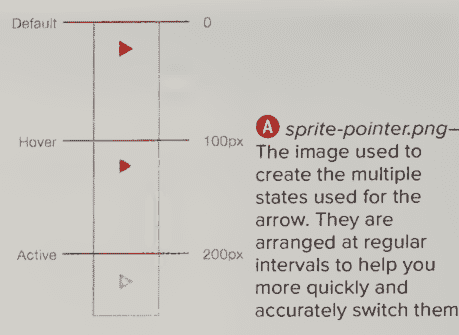 Default 0
Hover 100px
Active 200px
A sprite-pointer.png–
The image used to
create the multiple
states used for the
arrow. They are
arranged at regular
intervals to help you
more quickly and
accurately switch them